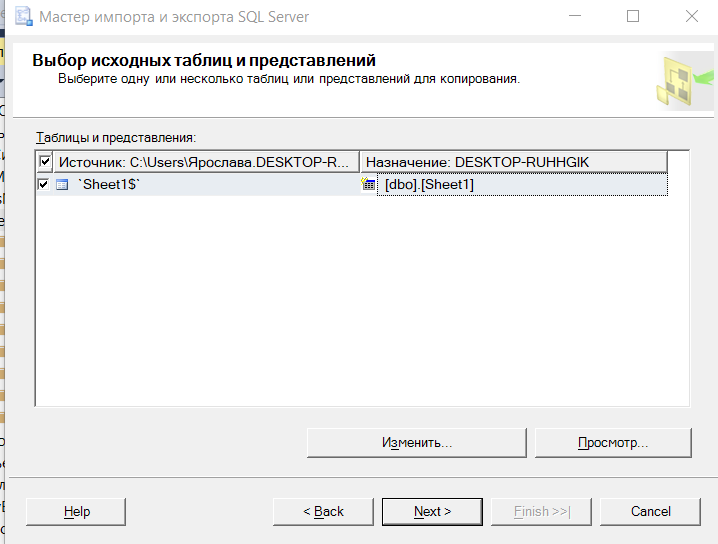 Мастер импорта и экспорта SQL Server
Выбор исходных таблиц и представлений
Выберите одну или несколько таблиц или представлений для копирования.
Таблицы и представления:
Источник: C:\Users\Ярослава.DESKTOP-R... Назначение: DESKTOP-RUHHGIK
`Sheet1$` [dbo].[Sheet1]
Изменить... Просмотр...
Help < Back Next > Finish >>| Cancel